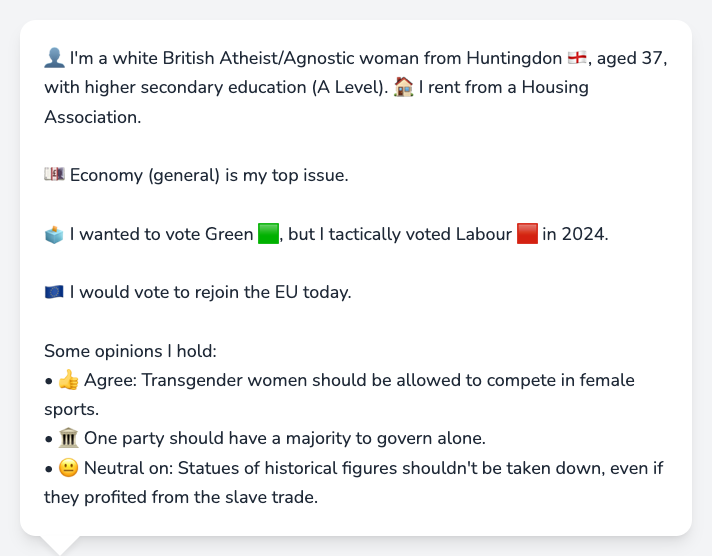 👤 I'm a white British Atheist/Agnostic woman from Huntingdon 🏴󠁧󠁢󠁥󠁮󠁧󠁿, aged 37,
with higher secondary education (A Level). 🏠 I rent from a Housing
Association.
💷 Economy (general) is my top issue.
🗳️ I wanted to vote Green 🟩, but I tactically voted Labour 🟥 in 2024.
🇪🇺 I would vote to rejoin the EU today.
Some opinions I hold:
• 👍 Agree: Transgender women should be allowed to compete in female
sports.
• 🏛️ One party should have a majority to govern alone.
• 😐 Neutral on: Statues of historical figures shouldn't be taken down, even if
they profited from the slave trade.